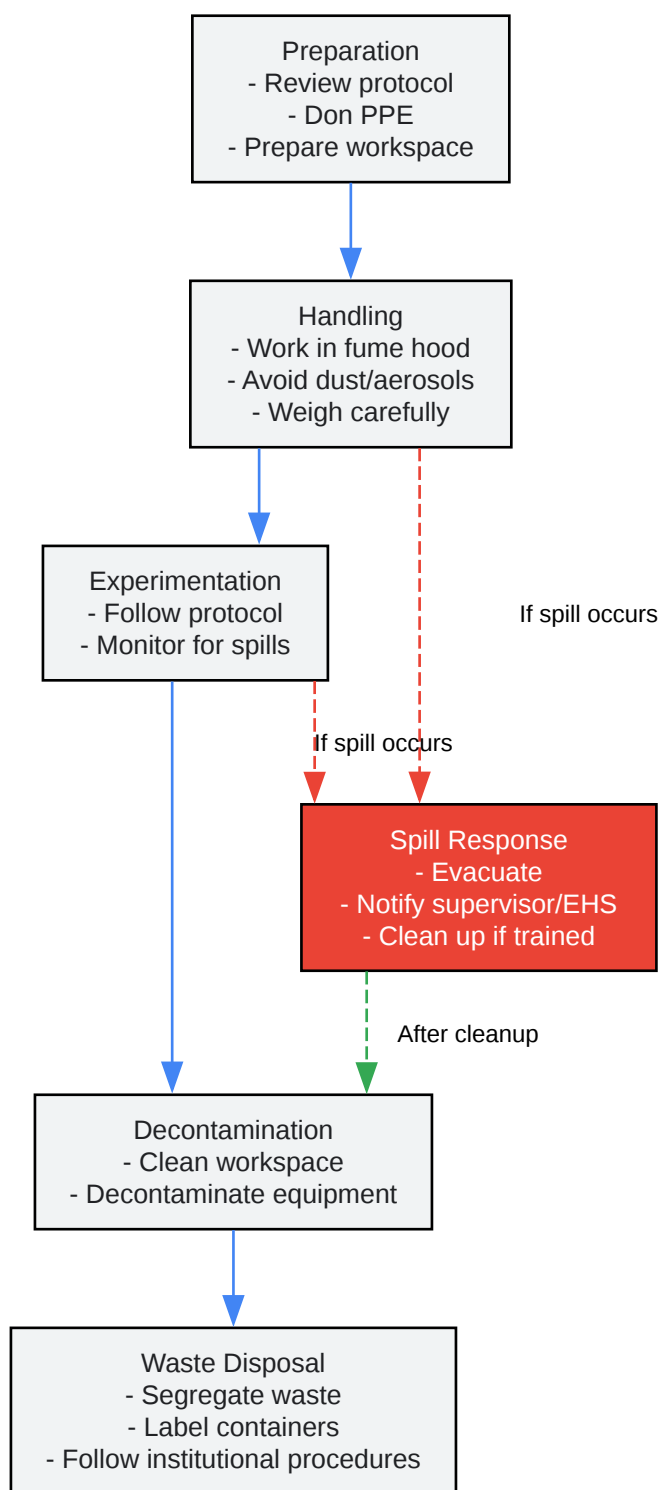 Preparation
- Review protocol
- Don PPE
- Prepare workspace
Handling
- Work in fume hood
- Avoid dust/aerosols
- Weigh carefully
Experimentation
- Follow protocol
- Monitor for spills
If spill occurs
If spill occurs
Spill Response
- Evacuate
- Notify supervisor/EHS
- Clean up if trained
After cleanup
Decontamination
- Clean workspace
- Decontaminate equipment
Waste Disposal
- Segregate waste
- Label containers
- Follow institutional procedures